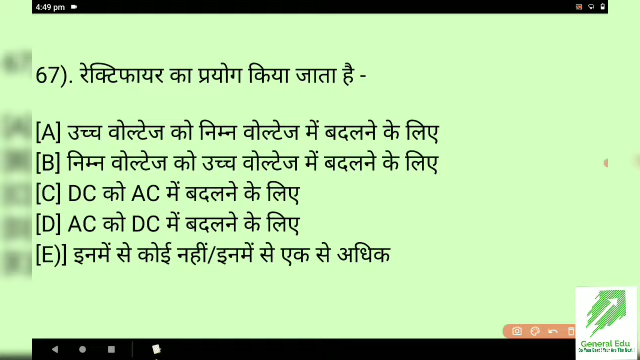 4:49 pm
67). रेक्टिफायर का प्रयोग किया जाता है -
[A] उच्च वोल्टेज को निम्न वोल्टेज में बदलने के लिए
[B] निम्न वोल्टेज को उच्च वोल्टेज में बदलने के लिए
[C] DC को AC में बदलने के लिए
[D] AC को DC में बदलने के लिए
[E)] इनमें से कोई नहीं/इनमें से एक से अधिक
General Edu